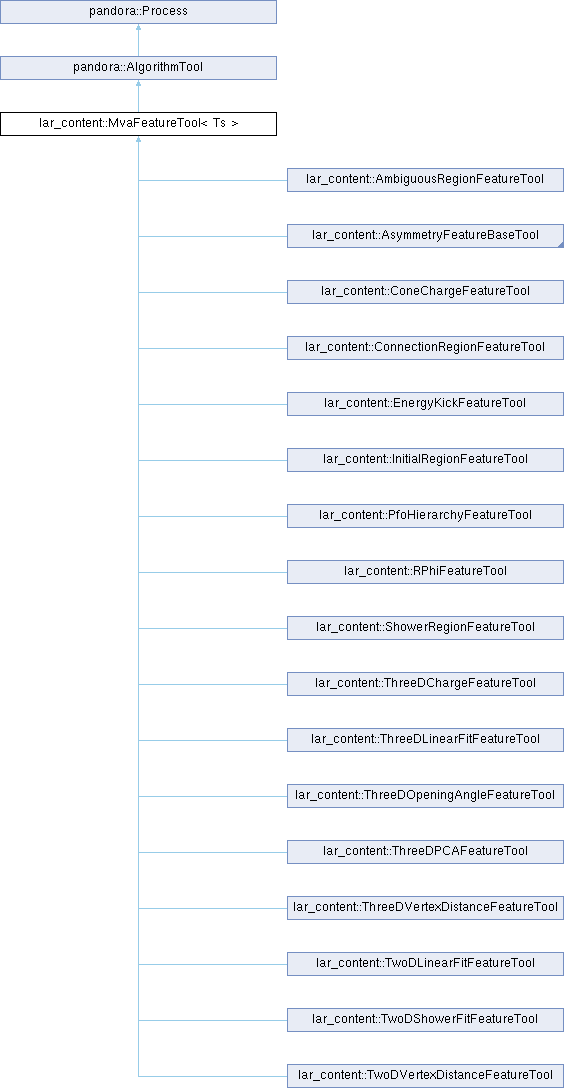 pandora::Process
pandora::AlgorithmTool
lar_content::MvaFeatureTool< Ts >
lar_content::AmbiguousRegionFeatureTool
lar_content::AsymmetryFeatureBaseTool
lar_content::ConeChargeFeatureTool
lar_content::ConnectionRegionFeatureTool
lar_content::EnergyKickFeatureTool
lar_content::InitialRegionFeatureTool
lar_content::PfoHierarchyFeatureTool
lar_content::RPhiFeatureTool
lar_content::ShowerRegionFeatureTool
lar_content::ThreeDChargeFeatureTool
lar_content::ThreeDLinearFitFeatureTool
lar_content::ThreeDOpeningAngleFeatureTool
lar_content::ThreeDPCAFeatureTool
lar_content::ThreeDVertexDistanceFeatureTool
lar_content::TwoDLinearFitFeatureTool
lar_content::TwoDShowerFitFeatureTool
lar_content::TwoDVertexDistanceFeatureTool